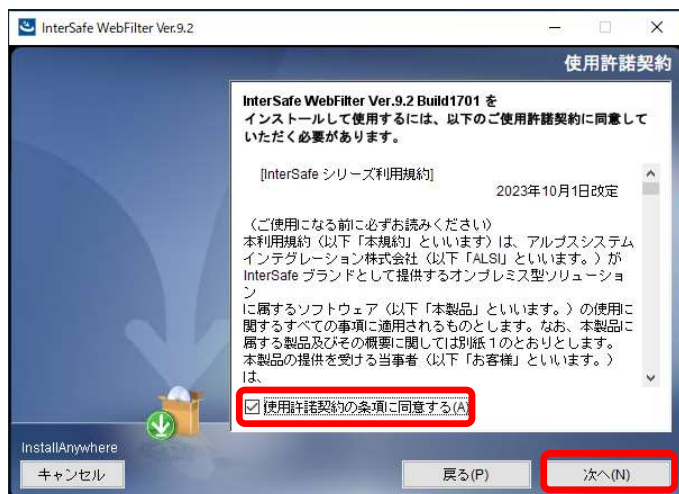 InterSafe WebFilter Ver.9.2
使用許諾契約
InterSafe WebFilter Ver.9.2 Build1701 を
インストールして使用するには、以下のご使用許諾契約に同意して
いただく必要があります。
[InterSafe シリーズ利用規約]
2023年10月1日改定
（ご使用になる前に必ずお読みください）
本利用規約（以下「本規約」といいます）は、アルプスシステム
インテグレーション株式会社（以下「ALSI」といいます。）が
InterSafe ブランドとして提供するオンプレミス型ソリューショ
ン
に属するソフトウェア（以下「本製品」といいます。）の使用に
関するすべての事項に適用されるものとします。なお、本製品に
属する製品及びその概要に関しては別紙１のとおりとします。
本製品の提供を受ける当事者（以下「お客様」といいます。）
は、
使用許諾契約の条項に同意する(A)
InstallAnywhere
キャンセル
戻る(P)
次へ(N)